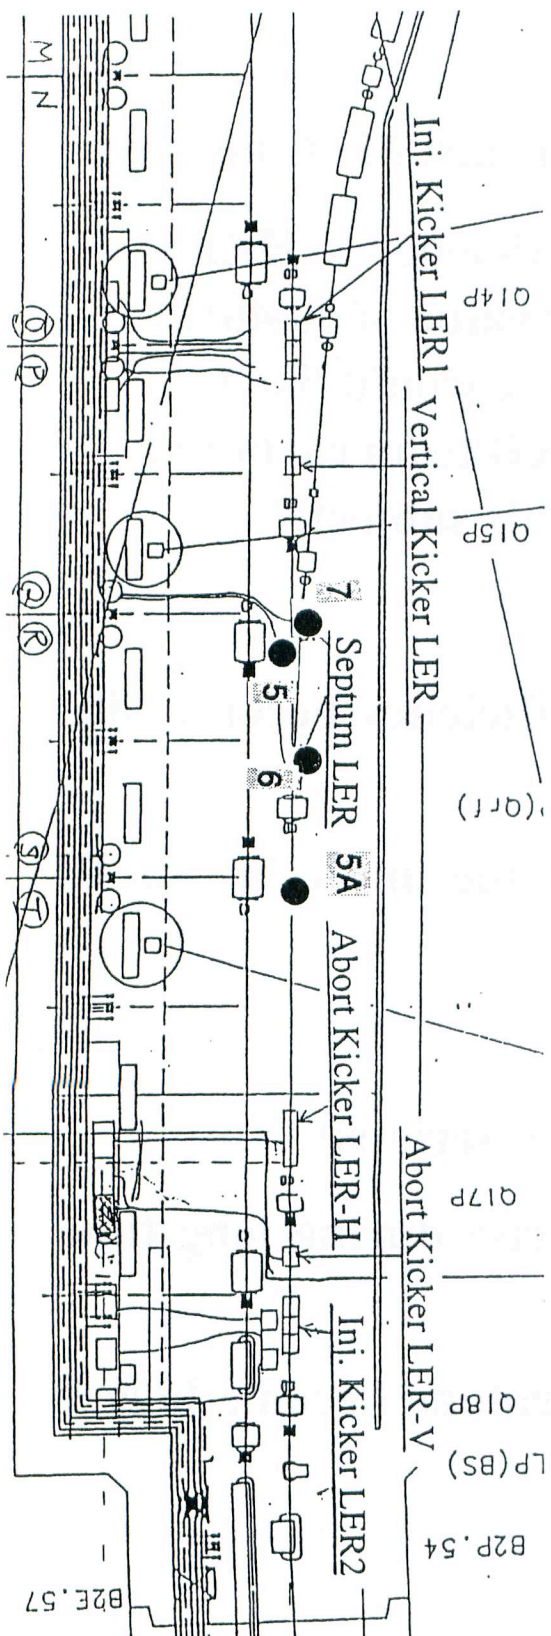 M
N
Inj. Kicker LER1
Q14P
O
P
Vertical Kicker LER
Q15P
Q
R
7
5
Septum LER
6
P(Qrf)
5A
S
T
Abort Kicker LER-H
Abort Kicker LER-V
Q17P
Inj. Kicker LER2
Q18P
LP(BS)
B2P.54
B2E.57